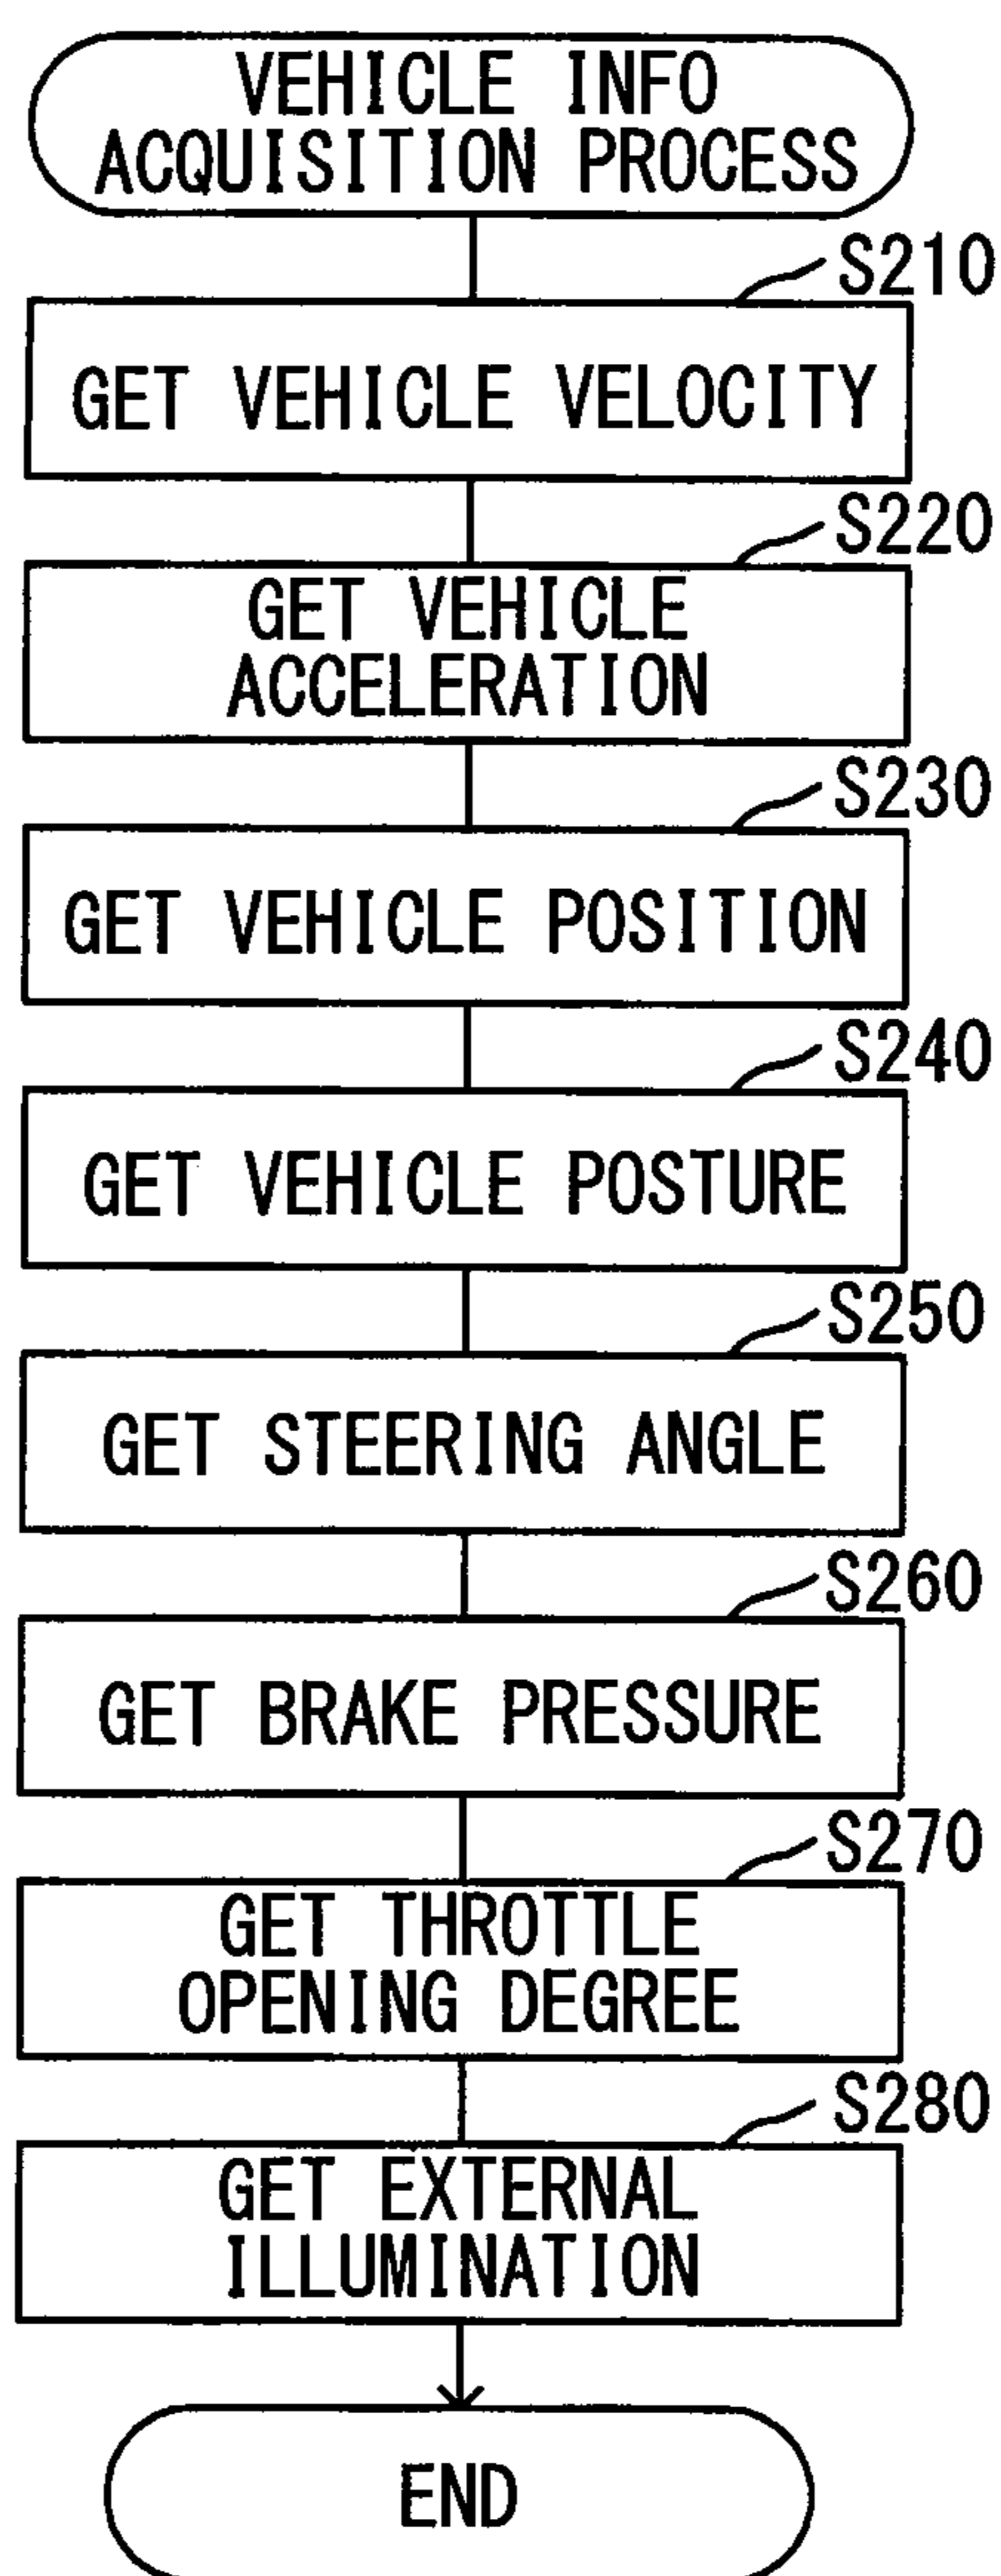 VEHICLE INFO
ACQUISITION PROCESS
S210
GET VEHICLE VELOCITY
S220
GET VEHICLE
ACCELERATION
S230
GET VEHICLE POSITION
S240
GET VEHICLE POSTURE
S250
GET STEERING ANGLE
S260
GET BRAKE PRESSURE
S270
GET THROTTLE
OPENING DEGREE
S280
GET EXTERNAL
ILLUMINATION
END